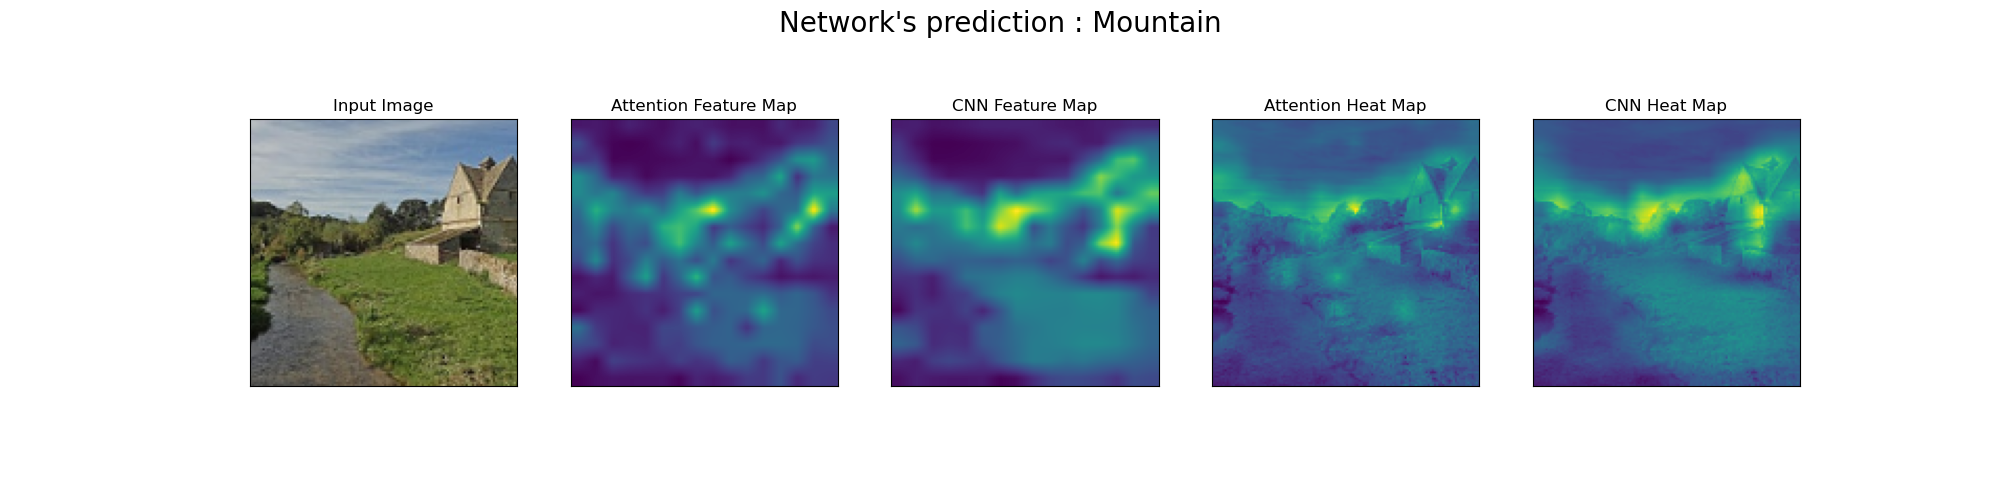 Network's prediction : Mountain
Input Image
Attention Feature Map
CNN Feature Map
Attention Heat Map
CNN Heat Map